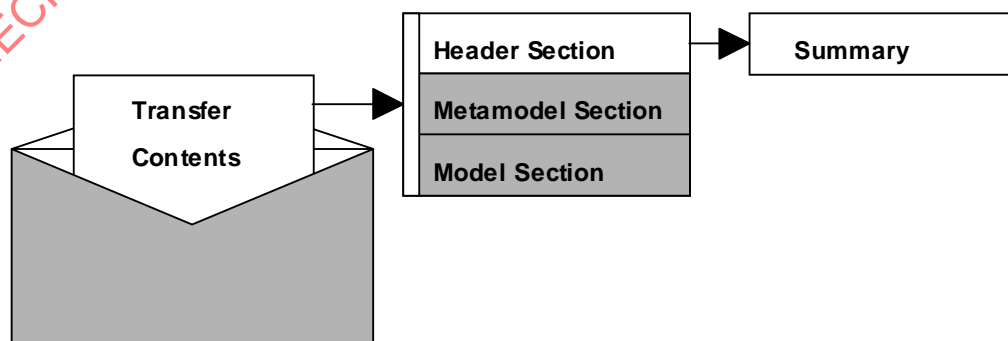 Transfer
Contents
Header Section
Metamodel Section
Model Section
Summary